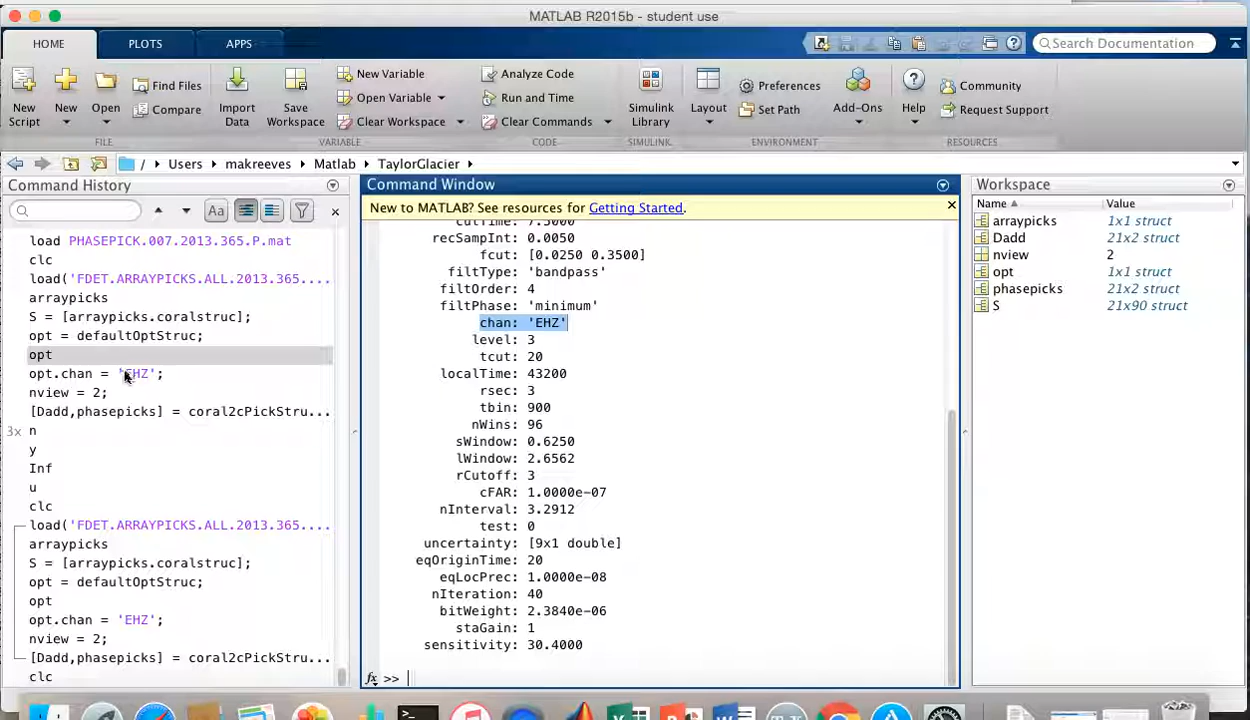 MATLAB R2015b - student use
HOME
PLOTS
APPS
Search Documentation
New Script
New
Open
Find Files
Compare
Import Data
Save Workspace
New Variable
Open Variable
Clear Workspace
Analyze Code
Run and Time
Clear Commands
Simulink Library
Layout
Preferences
Set Path
Add-Ons
Help
Community
Request Support
FILE
VARIABLE
CODE
SIMULINK
ENVIRONMENT
RESOURCES
/ Users makreeves Matlab TaylorGlacier
Command History
Aa
load PHASEPICK.007.2013.365.P.mat
clc
load('FDET.ARRAYPICKS.ALL.2013.365....
arraypicks
S = [arraypicks.coralstruc];
opt = defaultOptStruc;
opt
opt.chan = 'EHZ';
nview = 2;
[Dadd,phasepicks] = coral2cPickStru...
3x n
y
Inf
u
clc
load('FDET.ARRAYPICKS.ALL.2013.365....
arraypicks
S = [arraypicks.coralstruc];
opt = defaultOptStruc;
opt
opt.chan = 'EHZ';
nview = 2;
[Dadd,phasepicks] = coral2cPickStru...
clc
Command Window
New to MATLAB? See resources for Getting Started.
cutTime: 7.5000
recSampInt: 0.0050
fcut: [0.0250 0.3500]
filtType: 'bandpass'
filtOrder: 4
filtPhase: 'minimum'
chan: 'EHZ'
level: 3
tcut: 20
localTime: 43200
rsec: 3
tbin: 900
nWins: 96
sWindow: 0.6250
lWindow: 2.6562
rCutoff: 3
cFAR: 1.0000e-07
nInterval: 3.2912
test: 0
uncertainty: [9x1 double]
eqOriginTime: 20
eqLocPrec: 1.0000e-08
nIteration: 40
bitWeight: 2.3840e-06
staGain: 1
sensitivity: 30.4000
fx >>
Workspace
Name Value
arraypicks 1x1 struct
Dadd 21x2 struct
nview 2
opt 1x1 struct
phasepicks 21x2 struct
S 21x90 struct